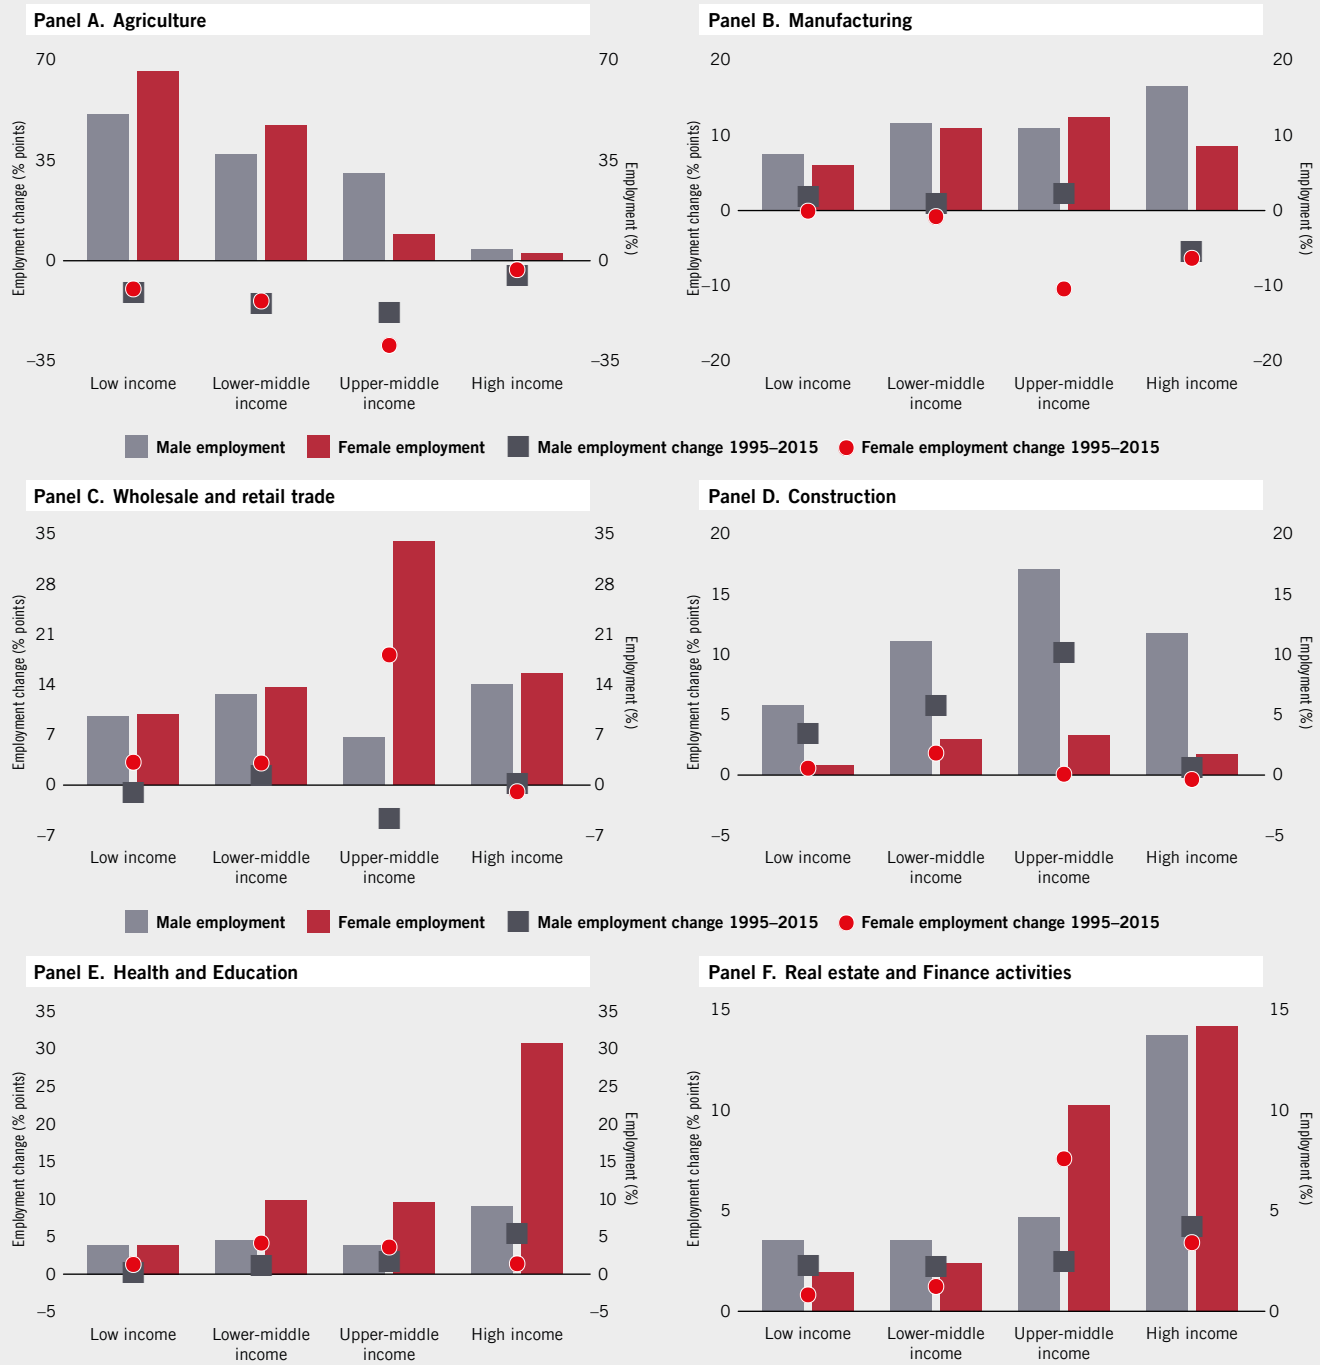 Panel A. Agriculture
70
35
0
–35
Employment change (% points)
70
35
0
–35
Employment (%)
Low income
Lower-middle
income
Upper-middle
income
High income
Panel B. Manufacturing
20
10
0
–10
–20
Employment change (% points)
20
10
0
–10
–20
Employment (%)
Low income
Lower-middle
income
Upper-middle
income
High income
Male employment
Female employment
Male employment change 1995–2015
Female employment change 1995–2015
Panel C. Wholesale and retail trade
35
28
21
14
7
0
–7
Employment change (% points)
35
28
21
14
7
0
–7
Employment (%)
Low income
Lower-middle
income
Upper-middle
income
High income
Panel D. Construction
20
15
10
5
0
–5
Employment change (% points)
20
15
10
5
0
–5
Employment (%)
Low income
Lower-middle
income
Upper-middle
income
High income
Male employment
Female employment
Male employment change 1995–2015
Female employment change 1995–2015
Panel E. Health and Education
35
30
25
20
15
10
5
0
–5
Employment change (% points)
35
30
25
20
15
10
5
0
–5
Employment (%)
Low income
Lower-middle
income
Upper-middle
income
High income
Panel F. Real estate and Finance activities
15
10
5
0
Employment change (% points)
15
10
5
0
Employment (%)
Low income
Lower-middle
income
Upper-middle
income
High income